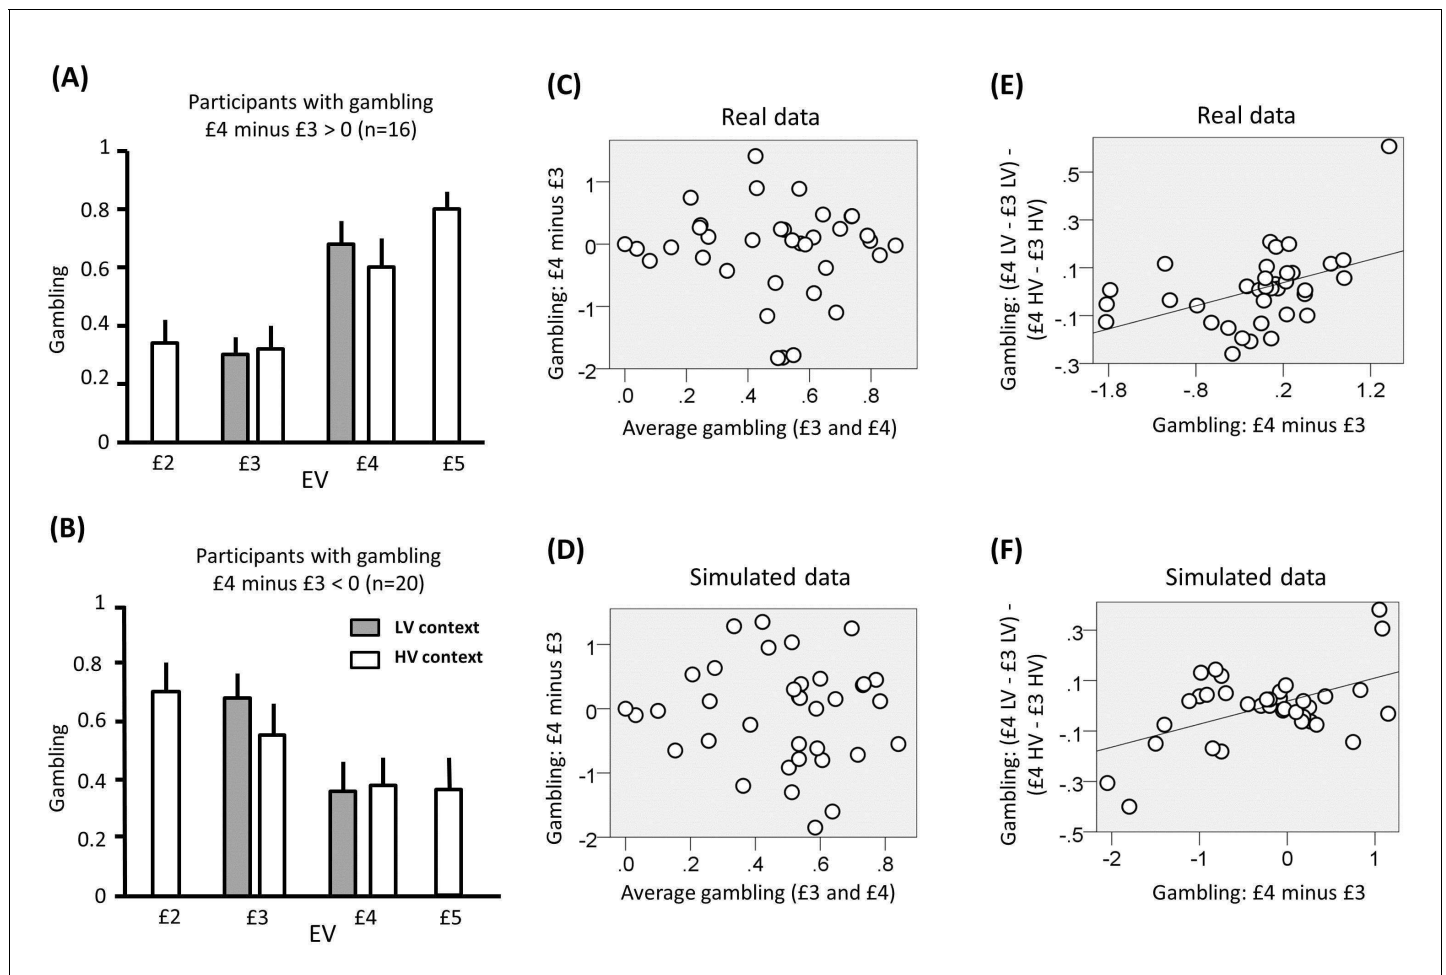 (A)
Participants with gambling
£4 minus £3 > 0 (n=16)
1
0.8
0.6
0.4
0.2
0
Gambling
£2
£3
£4
£5
EV
(B)
Participants with gambling
£4 minus £3 < 0 (n=20)
LV context
HV context
1
0.8
0.6
0.4
0.2
0
Gambling
£2
£3
£4
£5
EV
(C)
Real data
Gambling: £4 minus £3
1
0
-1
-2
.0
.2
.4
.6
.8
Average gambling (£3 and £4)
(D)
Simulated data
Gambling: £4 minus £3
1
0
-1
-2
.0
.2
.4
.6
.8
Average gambling (£3 and £4)
(E)
Real data
Gambling: (£4 LV - £3 LV) -
(£4 HV - £3 HV)
.5
.3
.1
-.1
-.3
-1.8
-.8
.2
1.2
Gambling: £4 minus £3
(F)
Simulated data
Gambling: (£4 LV - £3 LV) -
(£4 HV - £3 HV)
.3
.1
-.1
-.3
-.5
-2
-1
0
1
Gambling: £4 minus £3